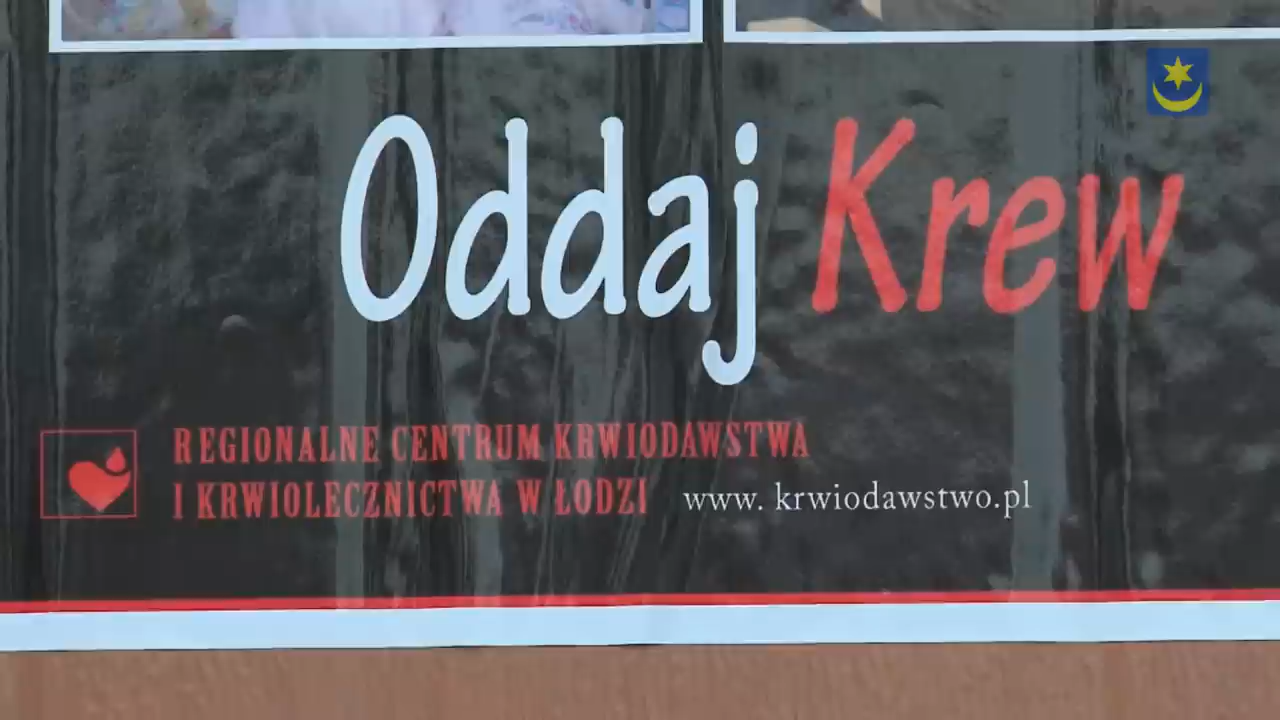 Oddaj Krew
REGIONALNE CENTRUM KRWIODAWSTWA
I KRWIOLECZNICTWA W ŁODZI www. krwiodawstwo.pl